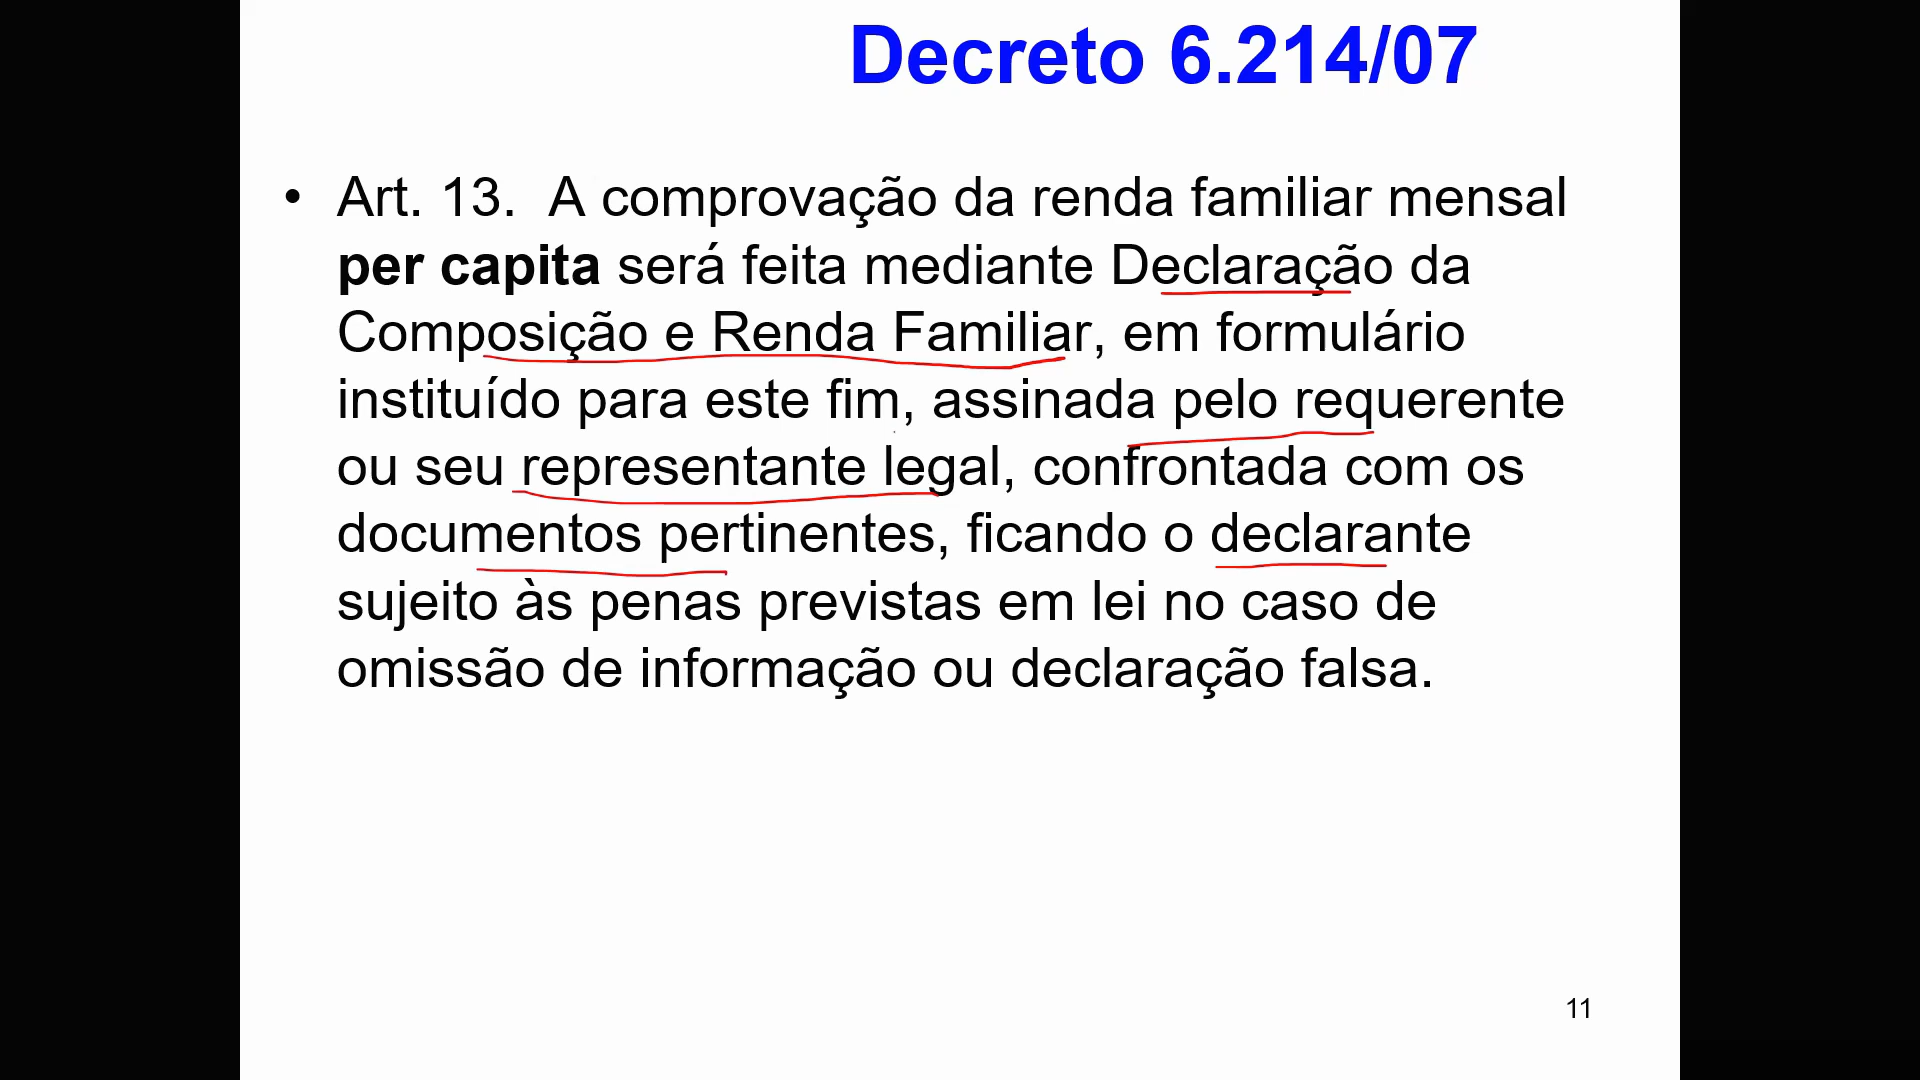 Decreto 6.214/07
• Art. 13. A comprovação da renda familiar mensal
per capita será feita mediante Declaração da
Composição e Renda Familiar, em formulário
instituído para este fim, assinada pelo requerente
ou seu representante legal, confrontada com os
documentos pertinentes, ficando o declarante
sujeito às penas previstas em lei no caso de
omissão de informação ou declaração falsa.
11